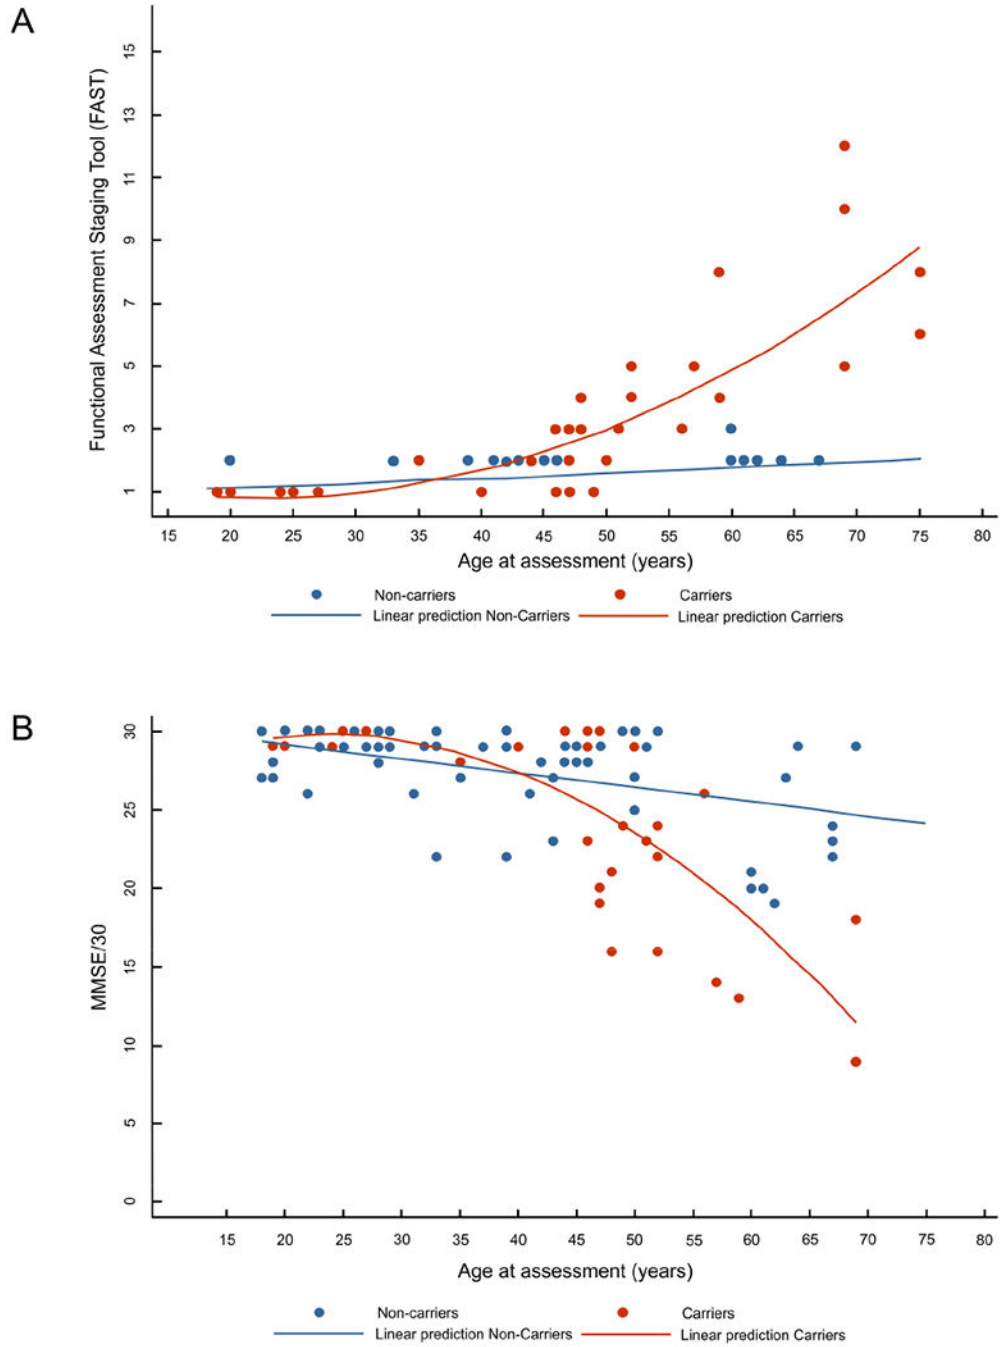 A
Functional Assessment Staging Tool (FAST)
15
13
11
9
7
5
3
1
15 20 25 30 35 40 45 50 55 60 65 70 75 80
Age at assessment (years)
Non-carriers Carriers
Linear prediction Non-Carriers Linear prediction Carriers
B
MMSE/30
30
25
20
15
10
5
0
15 20 25 30 35 40 45 50 55 60 65 70 75 80
Age at assessment (years)
Non-carriers Carriers
Linear prediction Non-Carriers Linear prediction Carriers